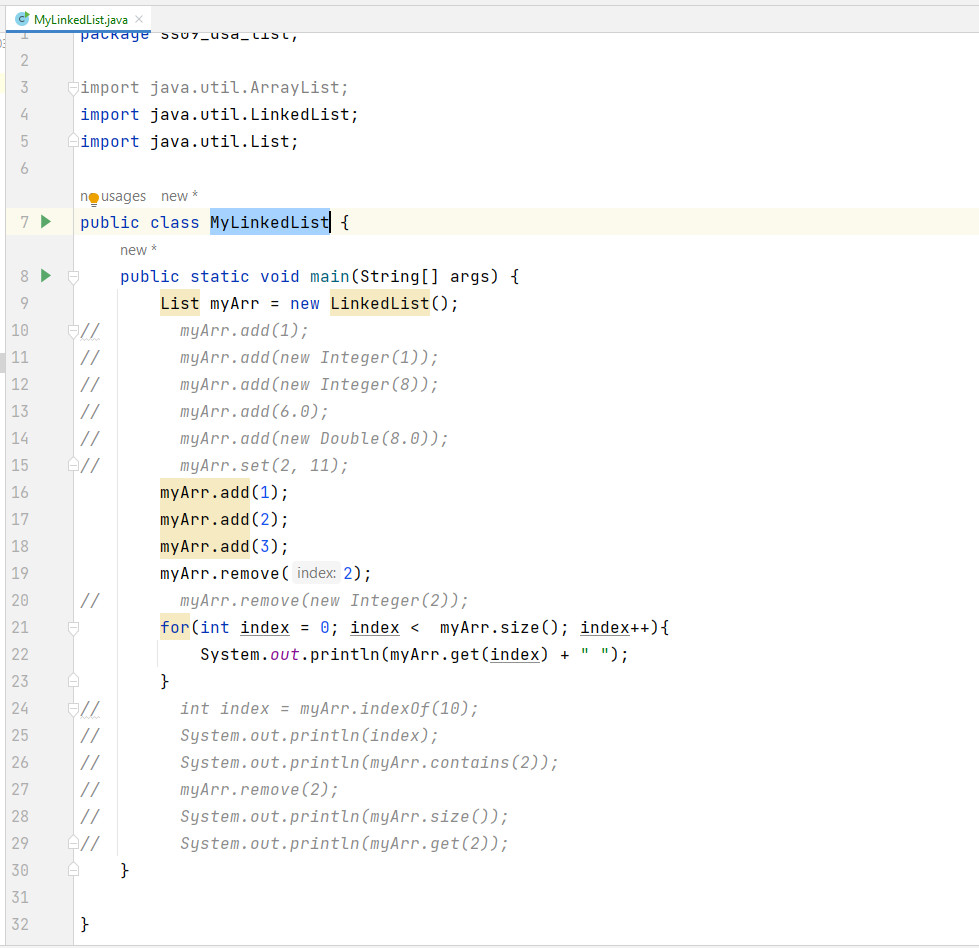 MyLinkedList.java
1 package ss09_dsa_list;
2
3 import java.util.ArrayList;
4 import java.util.LinkedList;
5 import java.util.List;
6
usages new *
7 public class MyLinkedList {
new *
8 public static void main(String[] args) {
9 List myArr = new LinkedList();
10 // myArr.add(1);
11 // myArr.add(new Integer(1));
12 // myArr.add(new Integer(8));
13 // myArr.add(6.0);
14 // myArr.add(new Double(8.0));
15 // myArr.set(2, 11);
16 myArr.add(1);
17 myArr.add(2);
18 myArr.add(3);
19 myArr.remove( index: 2);
20 // myArr.remove(new Integer(2));
21 for(int index = 0; index <  myArr.size(); index++){
22 System.out.println(myArr.get(index) + " ");
23 }
24 // int index = myArr.indexOf(10);
25 // System.out.println(index);
26 // System.out.println(myArr.contains(2));
27 // myArr.remove(2);
28 // System.out.println(myArr.size());
29 // System.out.println(myArr.get(2));
30 }
31
32 }